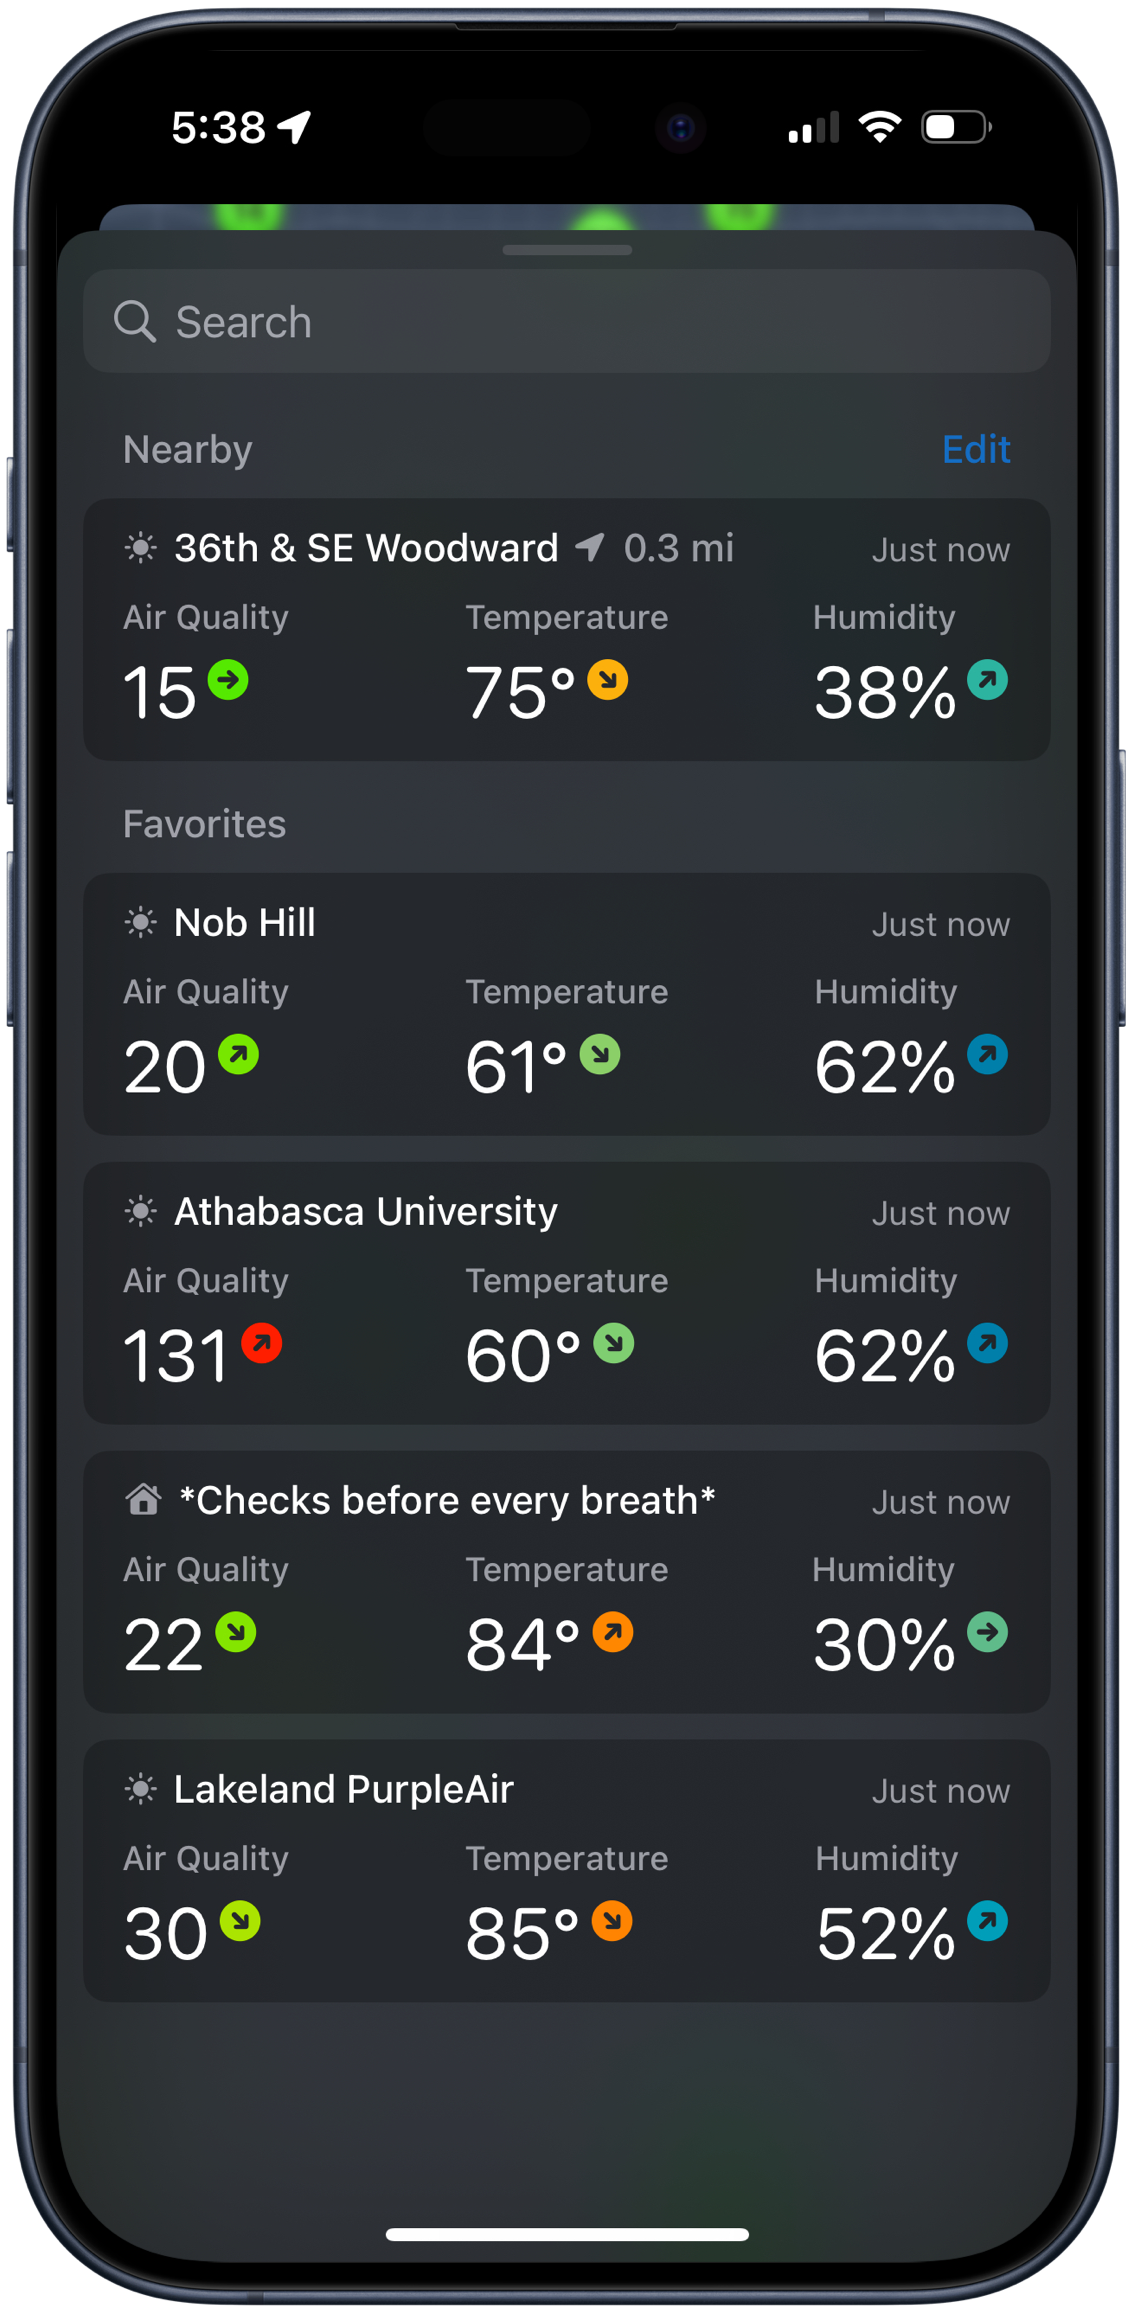 5:38
Search
Nearby Edit
36th & SE Woodward 0.3 mi Just now
Air Quality Temperature Humidity
15 75° 38%
Favorites
Nob Hill Just now
Air Quality Temperature Humidity
20 61° 62%
Athabasca University Just now
Air Quality Temperature Humidity
131 60° 62%
*Checks before every breath* Just now
Air Quality Temperature Humidity
22 84° 30%
Lakeland PurpleAir Just now
Air Quality Temperature Humidity
30 85° 52%